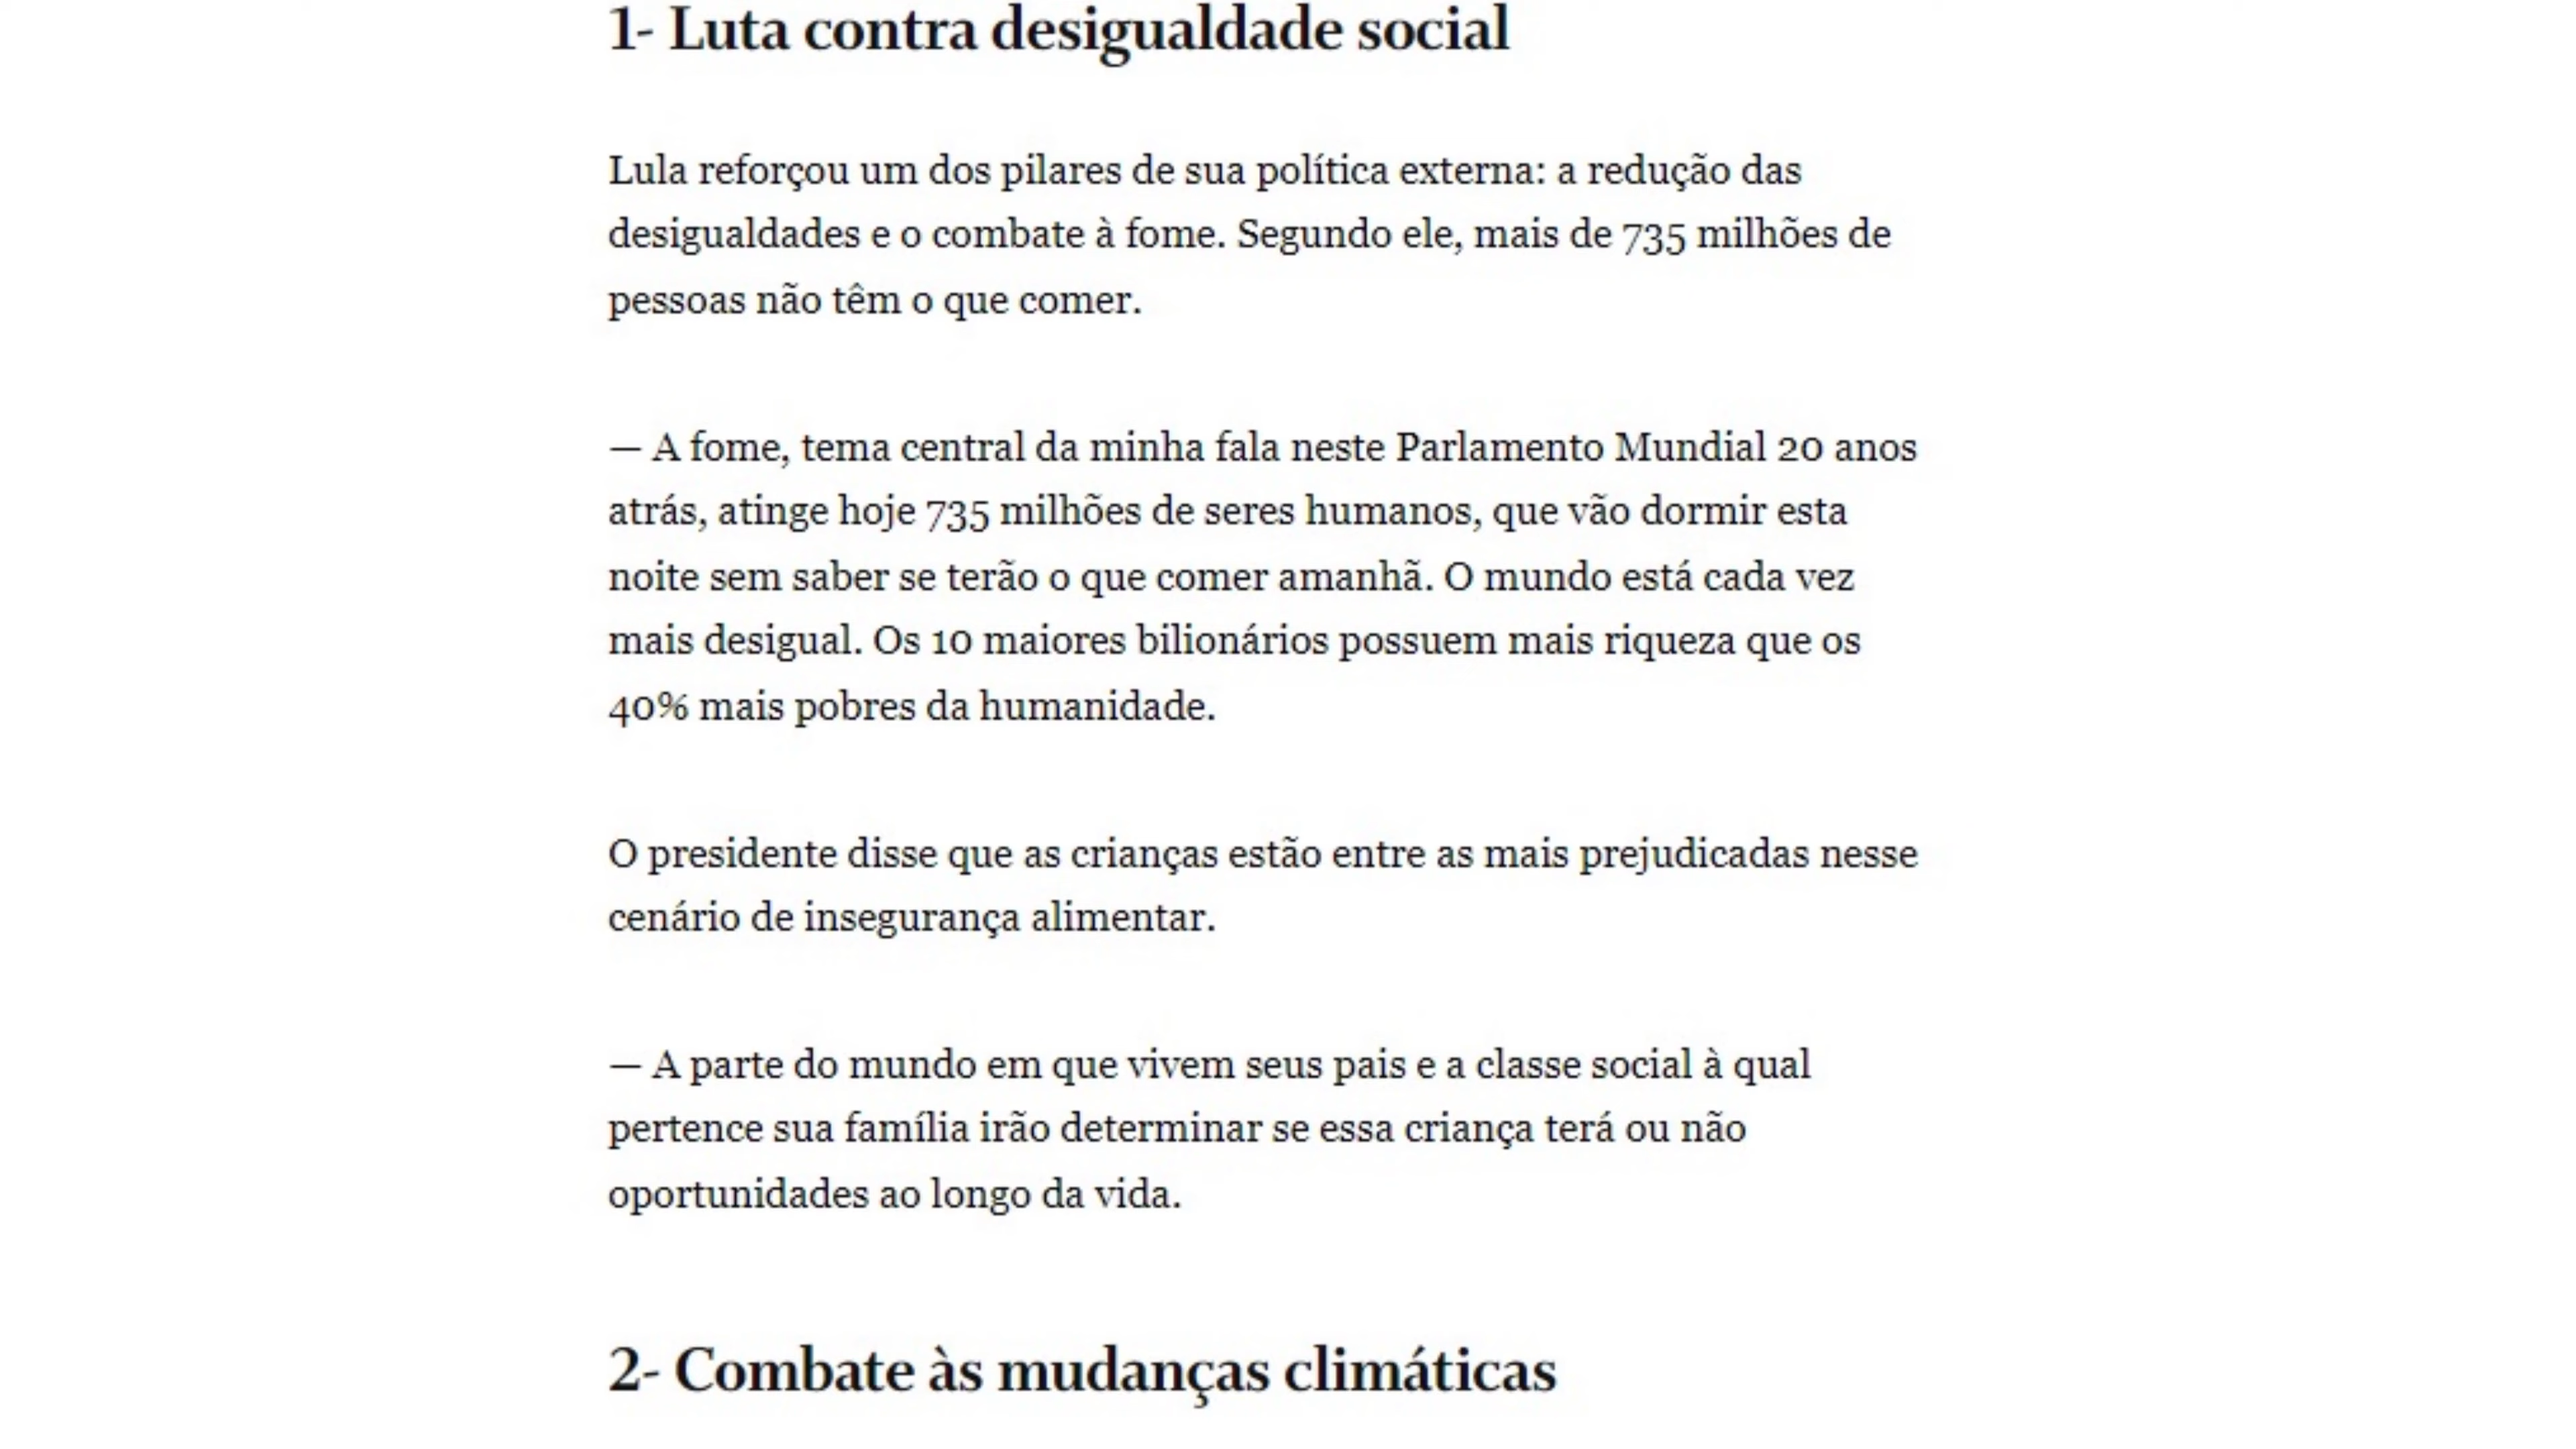 1- Luta contra desigualdade social
Lula reforçou um dos pilares de sua política externa: a redução das
desigualdades e o combate à fome. Segundo ele, mais de 735 milhões de
pessoas não têm o que comer.
— A fome, tema central da minha fala neste Parlamento Mundial 20 anos
atrás, atinge hoje 735 milhões de seres humanos, que vão dormir esta
noite sem saber se terão o que comer amanhã. O mundo está cada vez
mais desigual. Os 10 maiores bilionários possuem mais riqueza que os
40% mais pobres da humanidade.
O presidente disse que as crianças estão entre as mais prejudicadas nesse
cenário de insegurança alimentar.
— A parte do mundo em que vivem seus pais e a classe social à qual
pertence sua família irão determinar se essa criança terá ou não
oportunidades ao longo da vida.
2- Combate às mudanças climáticas